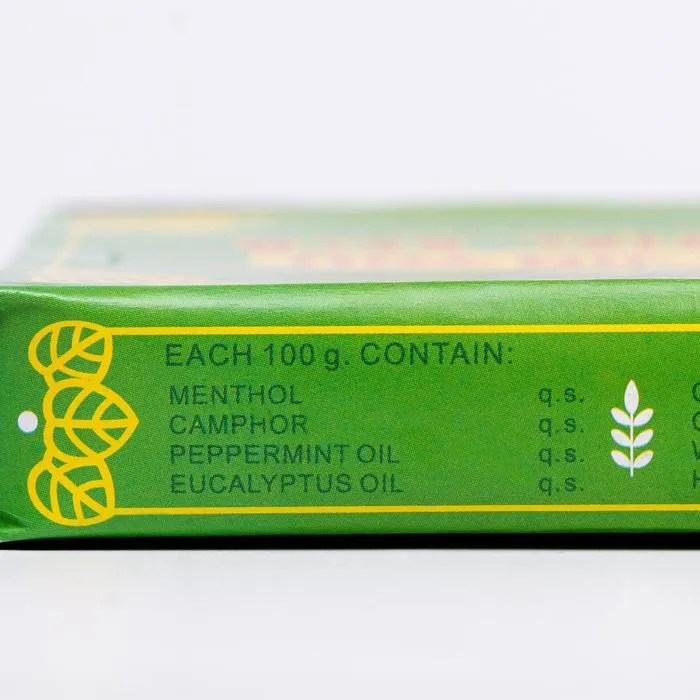 EACH 100 g. CONTAIN:
MENTHOL q.s.
CAMPHOR q.s.
PEPPERMINT OIL q.s.
EUCALYPTUS OIL q.s.